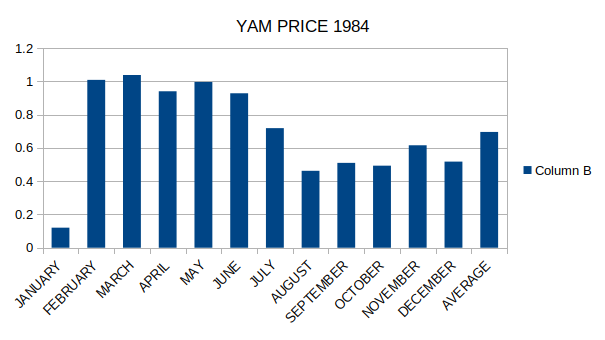 YAM PRICE 1984
1.2
1
0.8
0.6
0.4
0.2
0
JANUARY
FEBRUARY
MARCH
APRIL
MAY
JUNE
JULY
AUGUST
SEPTEMBER
OCTOBER
NOVEMBER
DECEMBER
AVERAGE
Column B